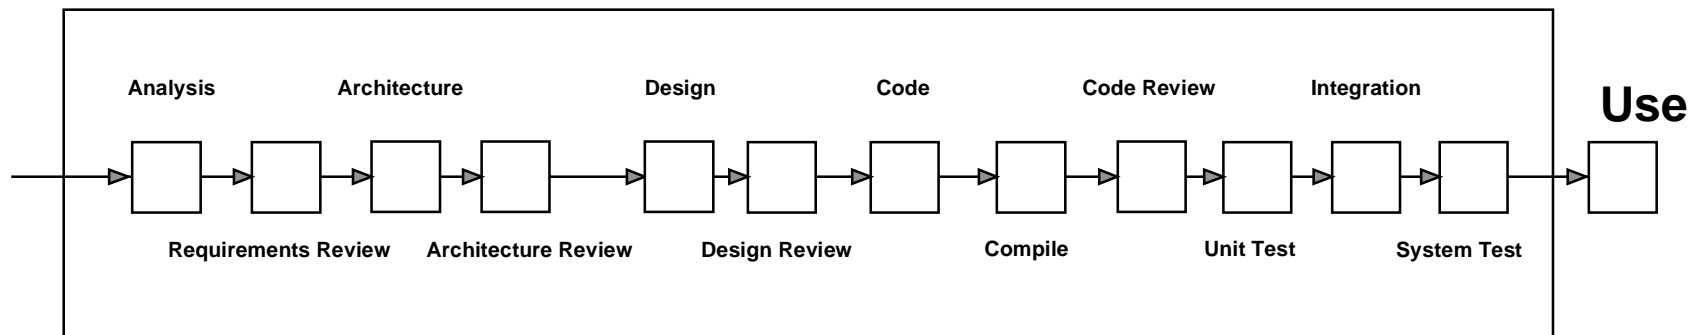 Analysis
Architecture
Design
Code
Code Review
Integration
Use
Requirements Review
Architecture Review
Design Review
Compile
Unit Test
System Test